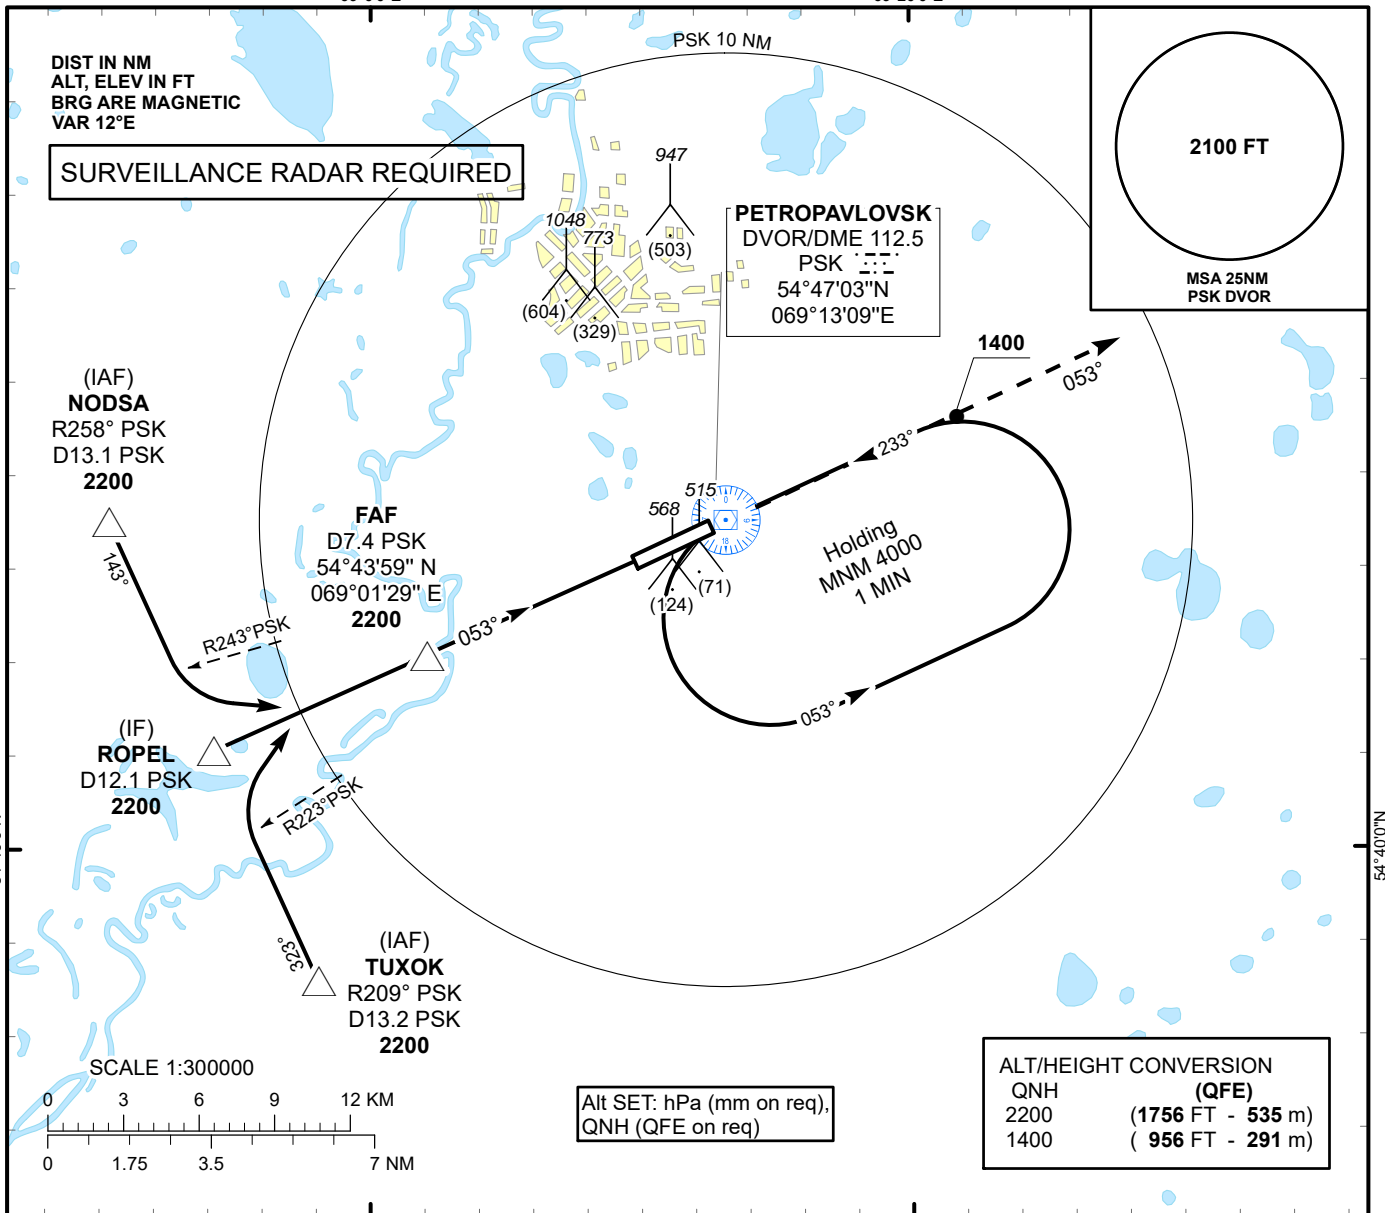 PSK 10 NM
DIST IN NM
ALT, ELEV IN FT
BRG ARE MAGNETIC
VAR 12°E
SURVEILLANCE RADAR REQUIRED
2100 FT
MSA 25NM
PSK DVOR
947
(503)
1048
773
(604)
(329)
PETROPAVLOVSK
DVOR/DME 112.5
PSK
54°47'03"N
069°13'09"E
1400
053°
233°
(IAF)
NODSA
R258° PSK
D13.1 PSK
2200
143°
R243°PSK
FAF
D7.4 PSK
54°43'59" N
069°01'29" E
2200
053°
515
568
0
9
18
(71)
(124)
Holding
MNM 4000
1 MIN
053°
(IF)
ROPEL
D12.1 PSK
2200
R223°PSK
323°
(IAF)
TUXOK
R209° PSK
D13.2 PSK
2200
54°40'0"N
SCALE 1:300000
0 3 6 9 12 KM
0 1.75 3.5 7 NM
Alt SET: hPa (mm on req),
QNH (QFE on req)
ALT/HEIGHT CONVERSION
QNH (QFE)
2200 (1756 FT - 535 m)
1400 ( 956 FT - 291 m)